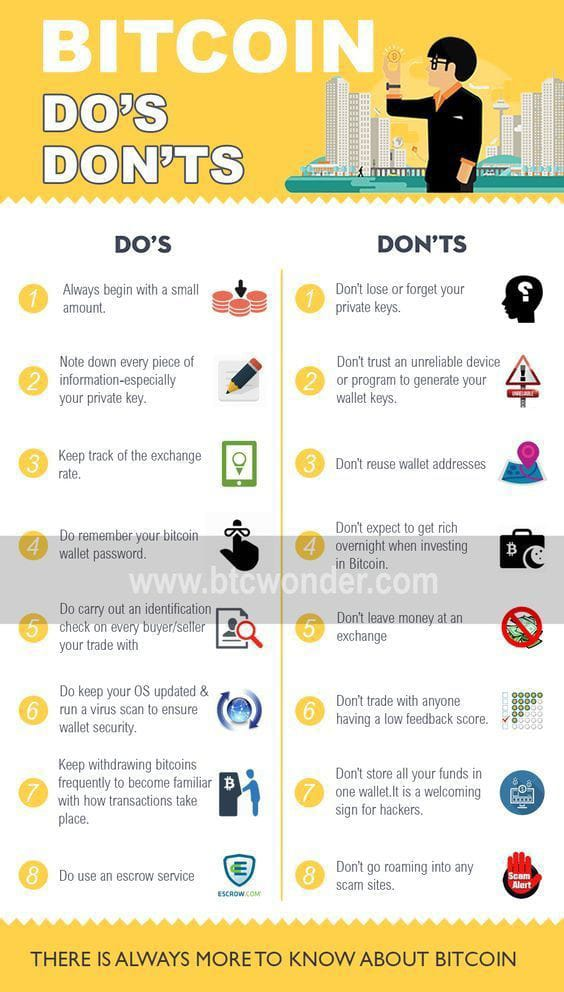 BITCOIN
DO'S
DON'TS
DO'S
1
Always begin with a small
amount.
2
Note down every piece of
information-especially
your private key.
3
Keep track of the exchange
rate.
4
Do remember your bitcoin
wallet password.
5
Do carry out an identification
check on every buyer/seller
your trade with
6
Do keep your OS updated &
run a virus scan to ensure
wallet security.
7
Keep withdrawing bitcoins
frequently to become familiar
with how transactions take
place.
8
Do use an escrow service
ESCROW.COM
DON'TS
1
Don't lose or forget your
private keys.
2
Don't trust an unreliable device
or program to generate your
wallet keys.
UNRELIABLE
3
Don't reuse wallet addresses
4
Don't expect to get rich
overnight when investing
in Bitcoin.
5
Don't leave money at an
exchange
6
Don't trade with anyone
having a low feedback score.
7
Don't store all your funds in
one wallet.It is a welcoming
sign for hackers.
8
Don't go roaming into any
scam sites.
Scam
Alert
www.btcwonder.com
THERE IS ALWAYS MORE TO KNOW ABOUT BITCOIN